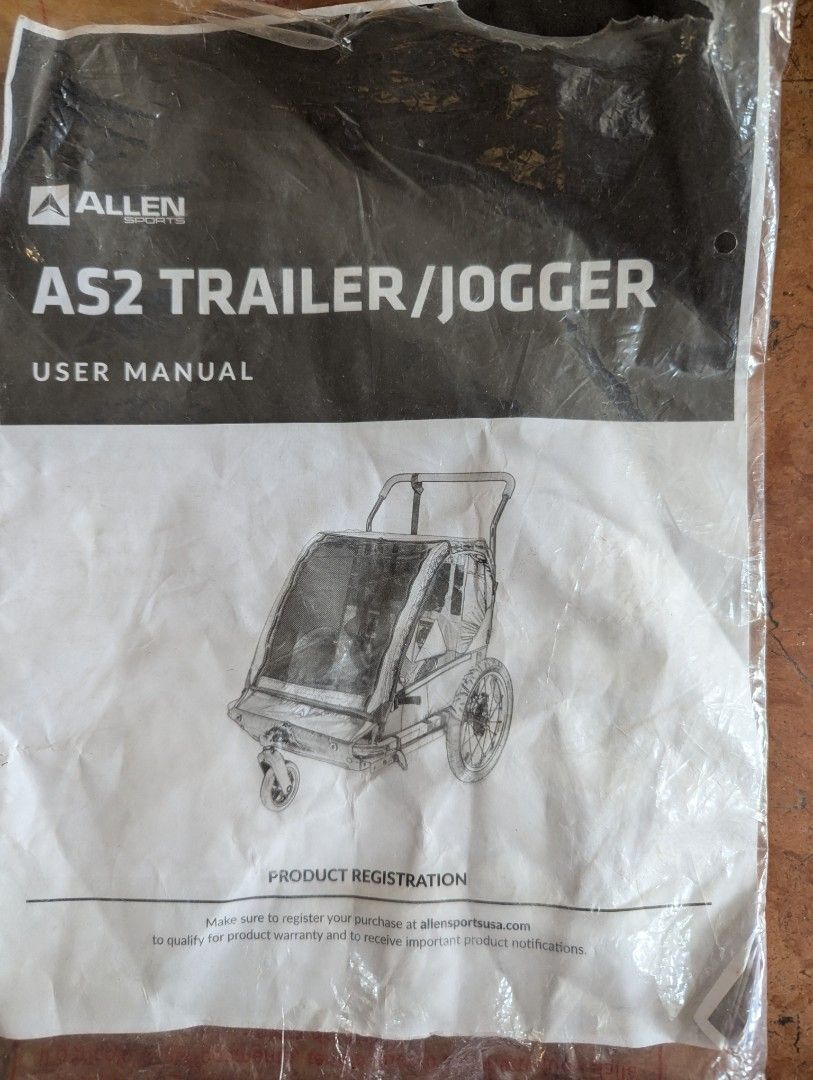 ALLEN
SPORTS
AS2 TRAILER/JOGGER
USER MANUAL
PRODUCT REGISTRATION
Make sure to register your purchase at allensportsusa.com
to qualify for product warranty and to receive important product notifications.